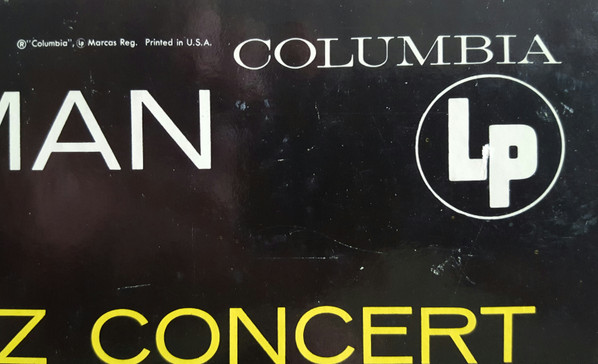 ®"Columbia", Ⓛ Marcas Reg. Printed in U.S.A.
COLUMBIA
Lp
MAN
Z CONCERT